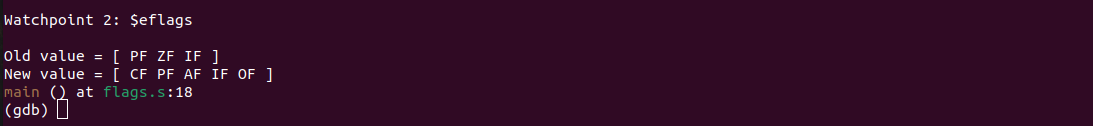 Watchpoint 2: $eflags
Old value = [ PF ZF IF ]
New value = [ CF PF AF IF OF ]
main () at flags.s:18
(gdb)